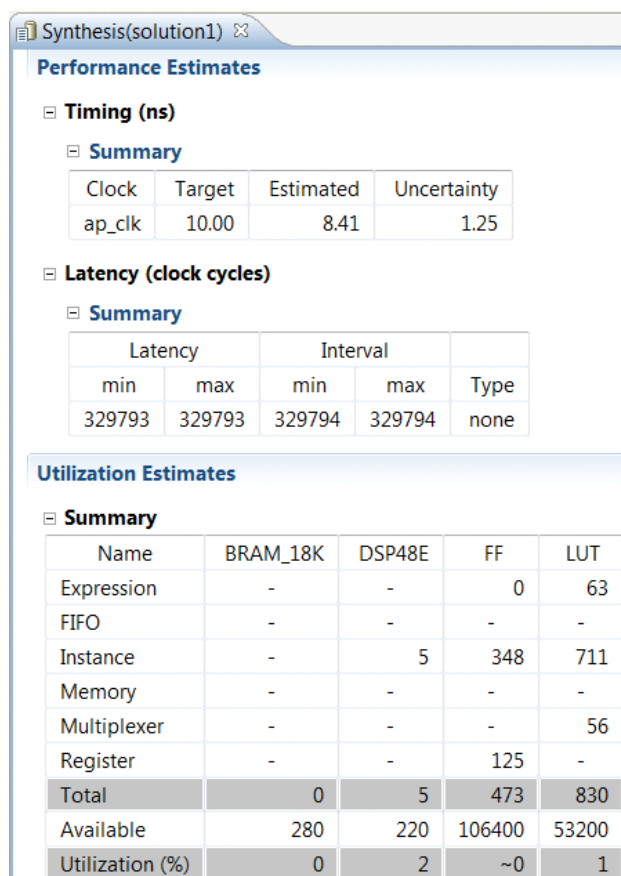 Synthesis(solution1)
Performance Estimates
Timing (ns)
Summary
Clock Target Estimated Uncertainty
ap_clk 10.00 8.41 1.25
Latency (clock cycles)
Summary
Latency Interval
min max min max Type
329793 329793 329794 329794 none
Utilization Estimates
Summary
Name BRAM_18K DSP48E FF LUT
Expression - - 0 63
FIFO - - - -
Instance - 5 348 711
Memory - - - -
Multiplexer - - - 56
Register - - 125 -
Total 0 5 473 830
Available 280 220 106400 53200
Utilization (%) 0 2 ~0 1